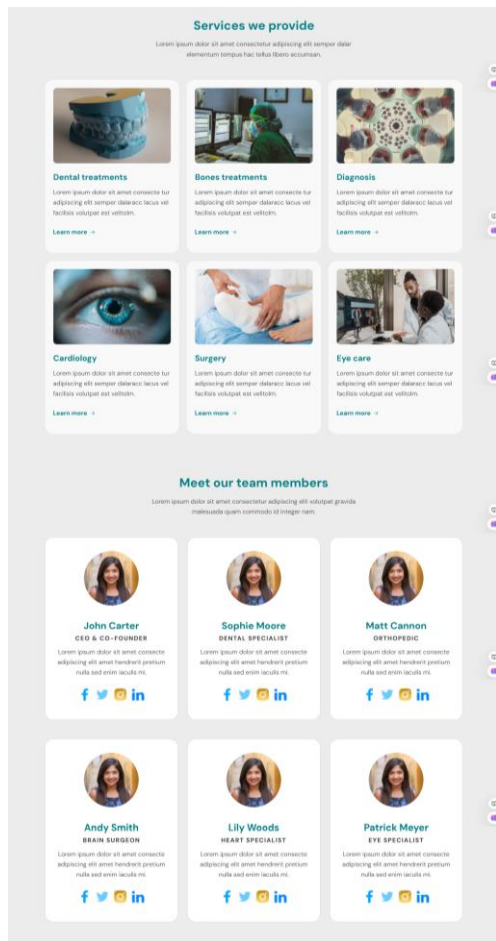 Services we provide
Lorem ipsum dolor sit amet consectetur adipiscing elit semper dalar
elementum tempus hac tellus libero accumsan.
Dental treatments
Lorem ipsum dolor sit amet consecte tur
adipiscing elit semper dalaracc lacus vel
facilisis volutpat est velitolm.
Learn more →
Bones treatments
Lorem ipsum dolor sit amet consecte tur
adipiscing elit semper dalaracc lacus vel
facilisis volutpat est velitolm.
Learn more →
Diagnosis
Lorem ipsum dolor sit amet consecte tur
adipiscing elit semper dalaracc lacus vel
facilisis volutpat est velitolm.
Learn more →
Cardiology
Lorem ipsum dolor sit amet consecte tur
adipiscing elit semper dalaracc lacus vel
facilisis volutpat est velitolm.
Learn more →
Surgery
Lorem ipsum dolor sit amet consecte tur
adipiscing elit semper dalaracc lacus vel
facilisis volutpat est velitolm.
Learn more →
Eye care
Lorem ipsum dolor sit amet consecte tur
adipiscing elit semper dalaracc lacus vel
facilisis volutpat est velitolm.
Learn more →
Meet our team members
Lorem ipsum dolor sit amet consectetur adipiscing elit volutpat gravida
malesuada quam commodo id integer nam.
John Carter
CEO & CO-FOUNDER
Lorem ipsum dolor sit amet consecte
adipiscing elit amet hendrerit pretium
nulla sed enim iaculis mi.
Sophie Moore
DENTAL SPECIALIST
Lorem ipsum dolor sit amet consecte
adipiscing elit amet hendrerit pretium
nulla sed enim iaculis mi.
Matt Cannon
ORTHOPEDIC
Lorem ipsum dolor sit amet consecte
adipiscing elit amet hendrerit pretium
nulla sed enim iaculis mi.
Andy Smith
BRAIN SURGEON
Lorem ipsum dolor sit amet consecte
adipiscing elit amet hendrerit pretium
nulla sed enim iaculis mi.
Lily Woods
HEART SPECIALIST
Lorem ipsum dolor sit amet consecte
adipiscing elit amet hendrerit pretium
nulla sed enim iaculis mi.
Patrick Meyer
EYE SPECIALIST
Lorem ipsum dolor sit amet consecte
adipiscing elit amet hendrerit pretium
nulla sed enim iaculis mi.